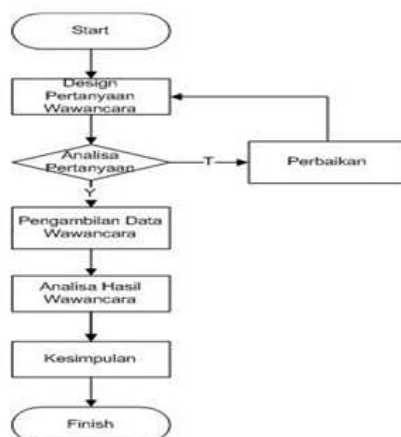 Start
Design
Pertanyaan
Wawancara
Analisa
Pertanyaan
T
Perbaikan
Y
Pengambilan Data
Wawancara
Analisa Hasil
Wawancara
Kesimpulan
Finish